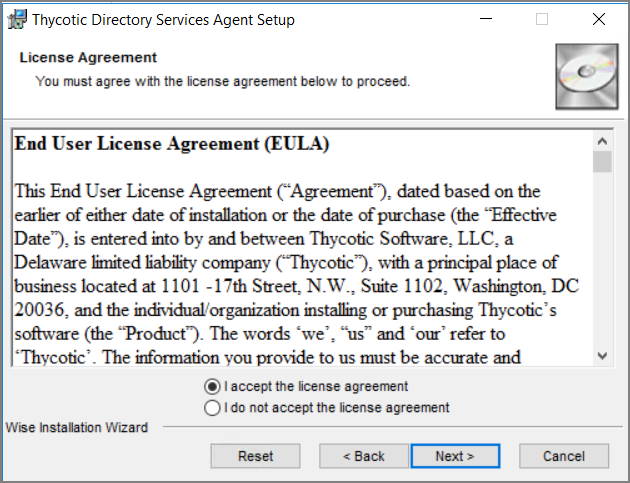 Thycotic Directory Services Agent Setup
License Agreement
You must agree with the license agreement below to proceed.
End User License Agreement (EULA)
This End User License Agreement (“Agreement”), dated based on the
earlier of either date of installation or the date of purchase (the “Effective
Date”), is entered into by and between Thycotic Software, LLC, a
Delaware limited liability company (“Thycotic”), with a principal place of
business located at 1101 -17th Street, N.W., Suite 1102, Washington, DC
20036, and the individual/organization installing or purchasing Thycotic’s
software (the “Product”). The words ‘we’, “us” and ‘our’ refer to
‘Thycotic’. The information you provide to us must be accurate and
I accept the license agreement
I do not accept the license agreement
Wise Installation Wizard
Reset
< Back
Next >
Cancel